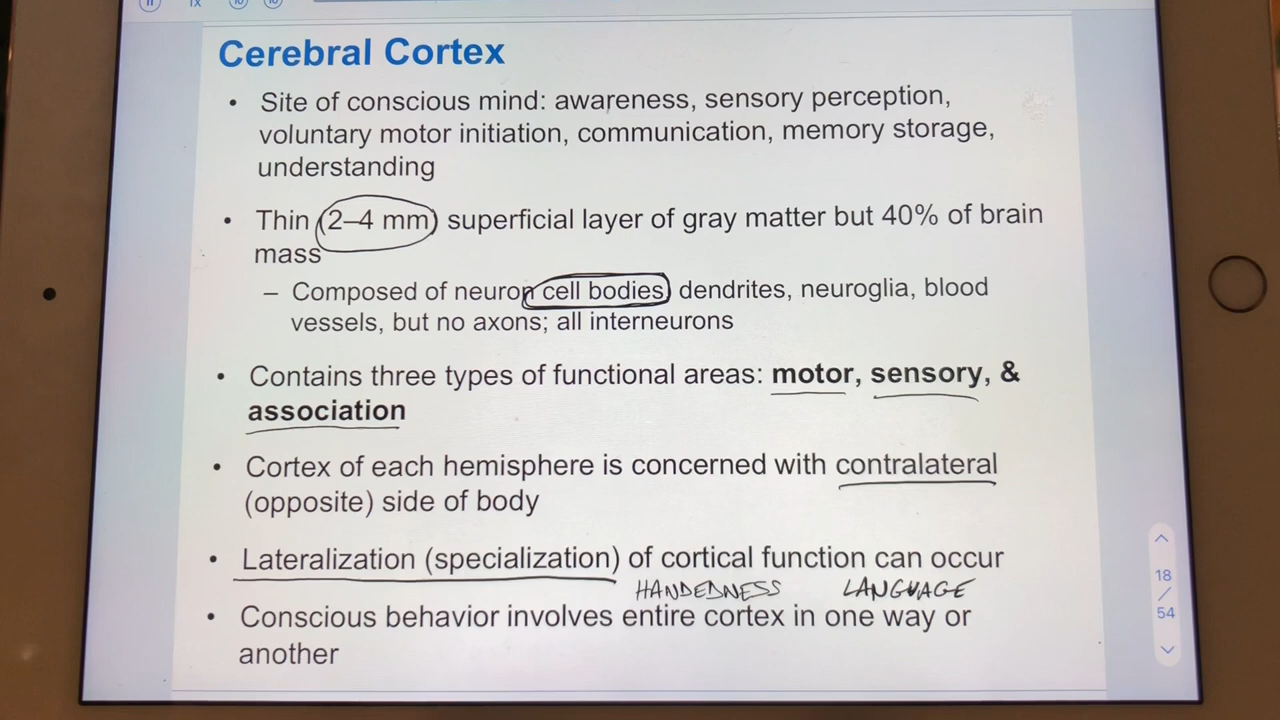 Cerebral Cortex
• Site of conscious mind: awareness, sensory perception,
voluntary motor initiation, communication, memory storage,
understanding
• Thin (2–4 mm) superficial layer of gray matter but 40% of brain
mass
– Composed of neuron cell bodies, dendrites, neuroglia, blood
vessels, but no axons; all interneurons
• Contains three types of functional areas: motor, sensory, &
association
• Cortex of each hemisphere is concerned with contralateral
(opposite) side of body
• Lateralization (specialization) of cortical function can occur
HANDEDNESS LANGUAGE
• Conscious behavior involves entire cortex in one way or
another
18
/
54